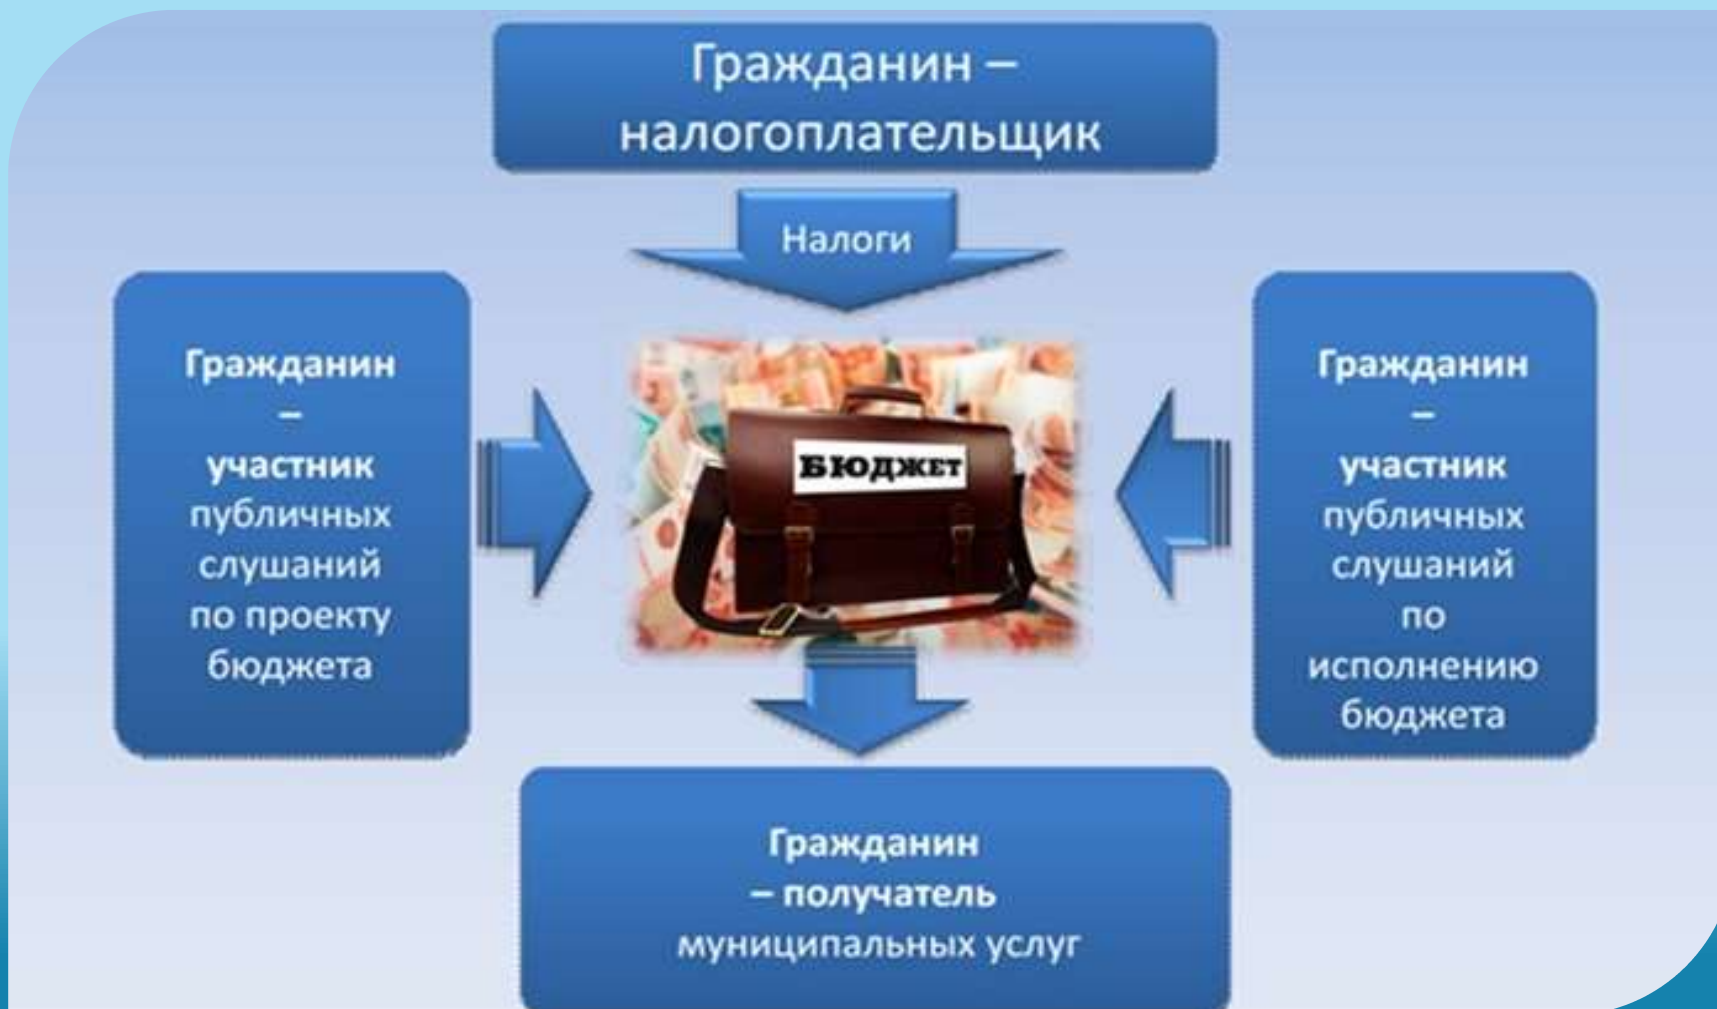 Гражданин –
налогоплательщик
Налоги
Гражданин
–
участник
публичных
слушаний
по проекту
бюджета
БЮДЖЕТ
Гражданин
–
участник
публичных
слушаний
по
исполнению
бюджета
Гражданин
– получатель
муниципальных услуг